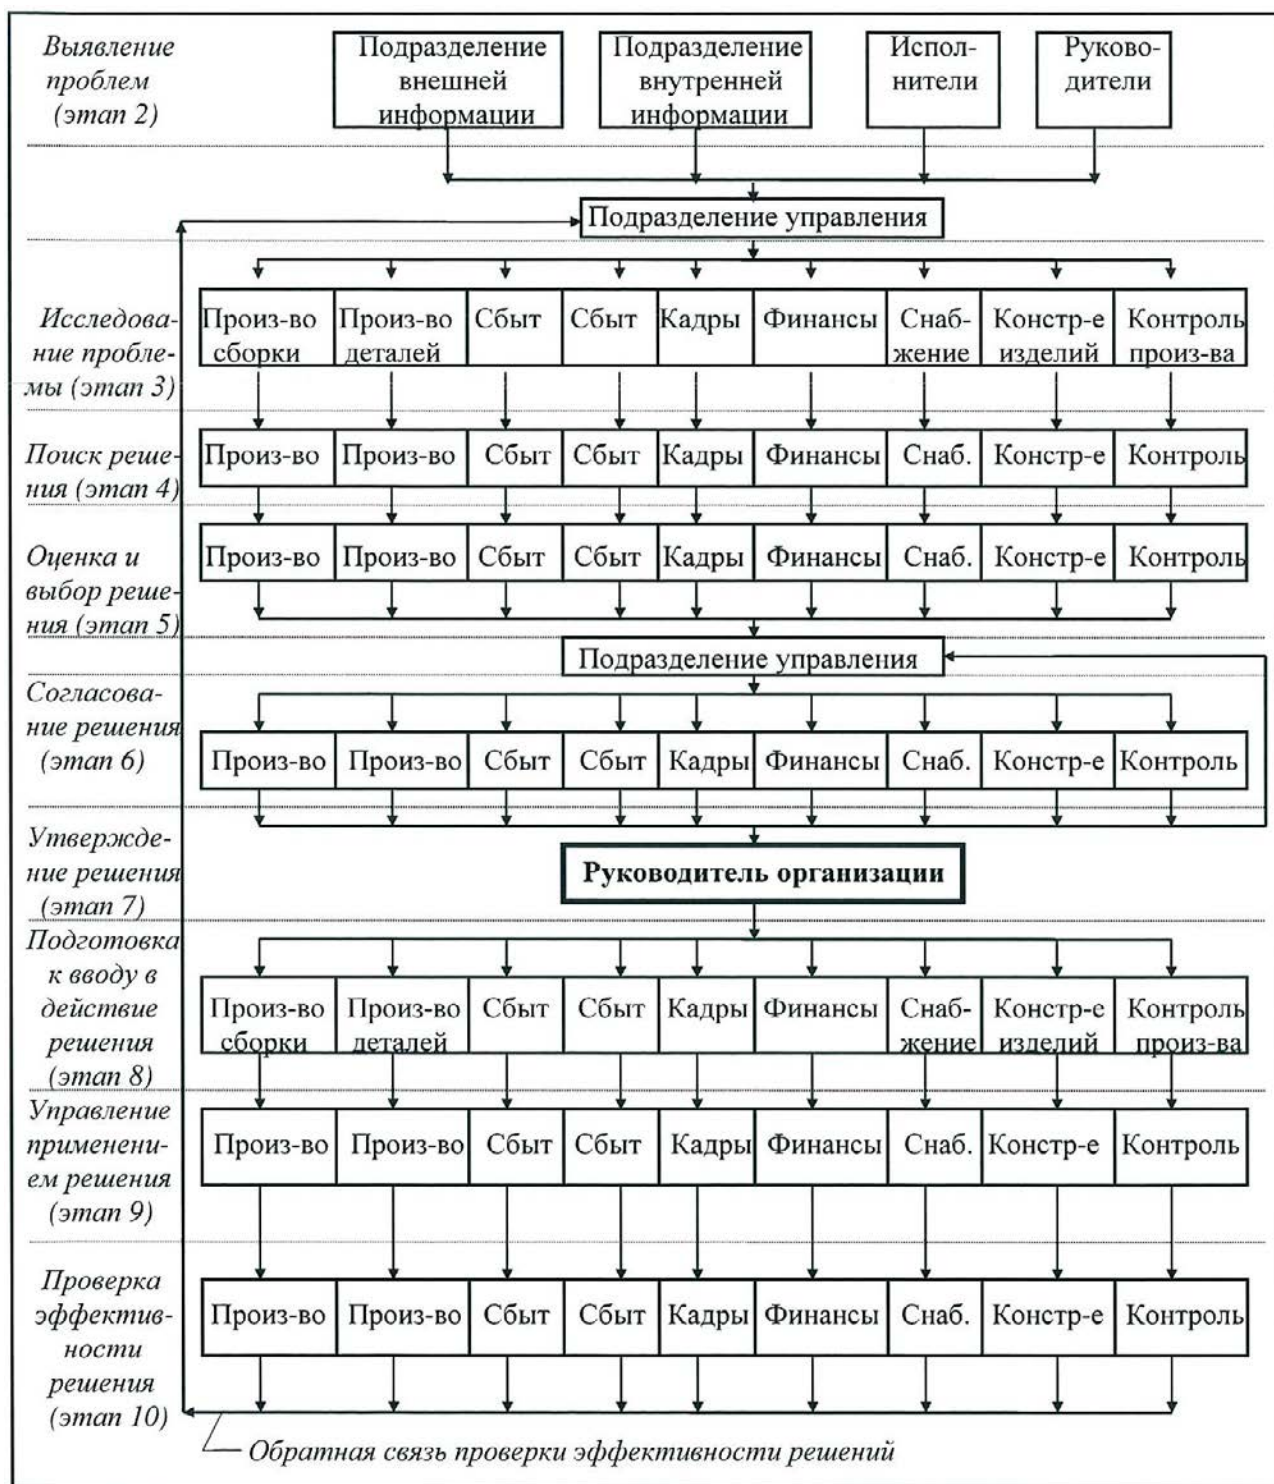 Выявление
проблем
(этап 2)
Подразделение
внешней
информации
Подразделение
внутренней
информации
Испол-
нители
Руково-
дители
Подразделение управления
Исследова-
ние пробле-
мы (этап 3)
Произ-во
сборки
Произ-во
деталей
Сбыт
Сбыт
Кадры
Финансы
Снаб-
жение
Констр-е
изделий
Контроль
произ-ва
Поиск реше-
ния (этап 4)
Произ-во
Произ-во
Сбыт
Сбыт
Кадры
Финансы
Снаб.
Констр-е
Контроль
Оценка и
выбор реше-
ния (этап 5)
Произ-во
Произ-во
Сбыт
Сбыт
Кадры
Финансы
Снаб.
Констр-е
Контроль
Подразделение управления
Согласова-
ние решения
(этап 6)
Произ-во
Произ-во
Сбыт
Сбыт
Кадры
Финансы
Снаб.
Констр-е
Контроль
Утвержде-
ние решения
(этап 7)
Руководитель организации
Подготовка
к вводу в
действие
решения
(этап 8)
Произ-во
сборки
Произ-во
деталей
Сбыт
Сбыт
Кадры
Финансы
Снаб-
жение
Констр-е
изделий
Контроль
произ-ва
Управление
применени-
ем решения
(этап 9)
Произ-во
Произ-во
Сбыт
Сбыт
Кадры
Финансы
Снаб.
Констр-е
Контроль
Проверка
эффектив-
ности
решения
(этап 10)
Произ-во
Произ-во
Сбыт
Сбыт
Кадры
Финансы
Снаб.
Констр-е
Контроль
Обратная связь проверки эффективности решений